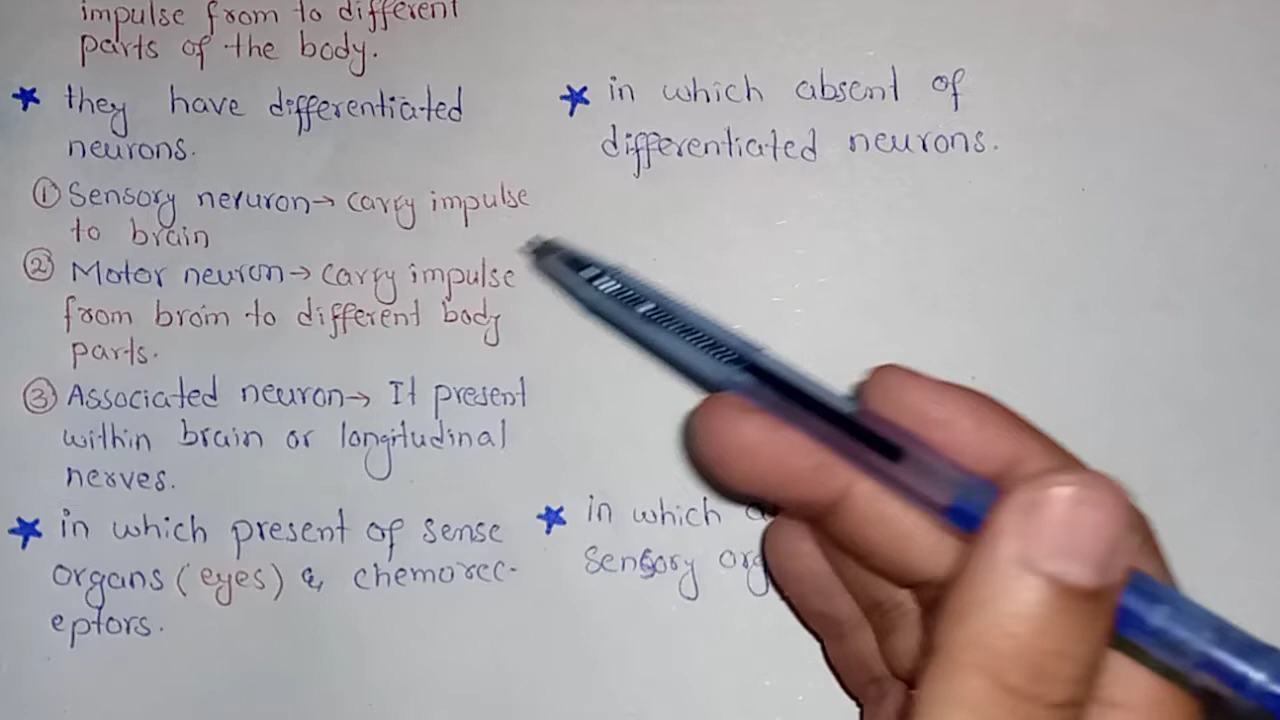 impulse from to different
parts of the body.
they have differentiated
neurons.
① Sensory neruron→ carry impulse
to brain
② Motor neuron→ carry impulse
from brain to different body
parts.
③ Associated neuron→ It present
within brain or longitudinal
nerves.
in which present of sense
organs (eyes) & chemorec-
eptors.
in which absent of
differentiated neurons.
in which
sensory